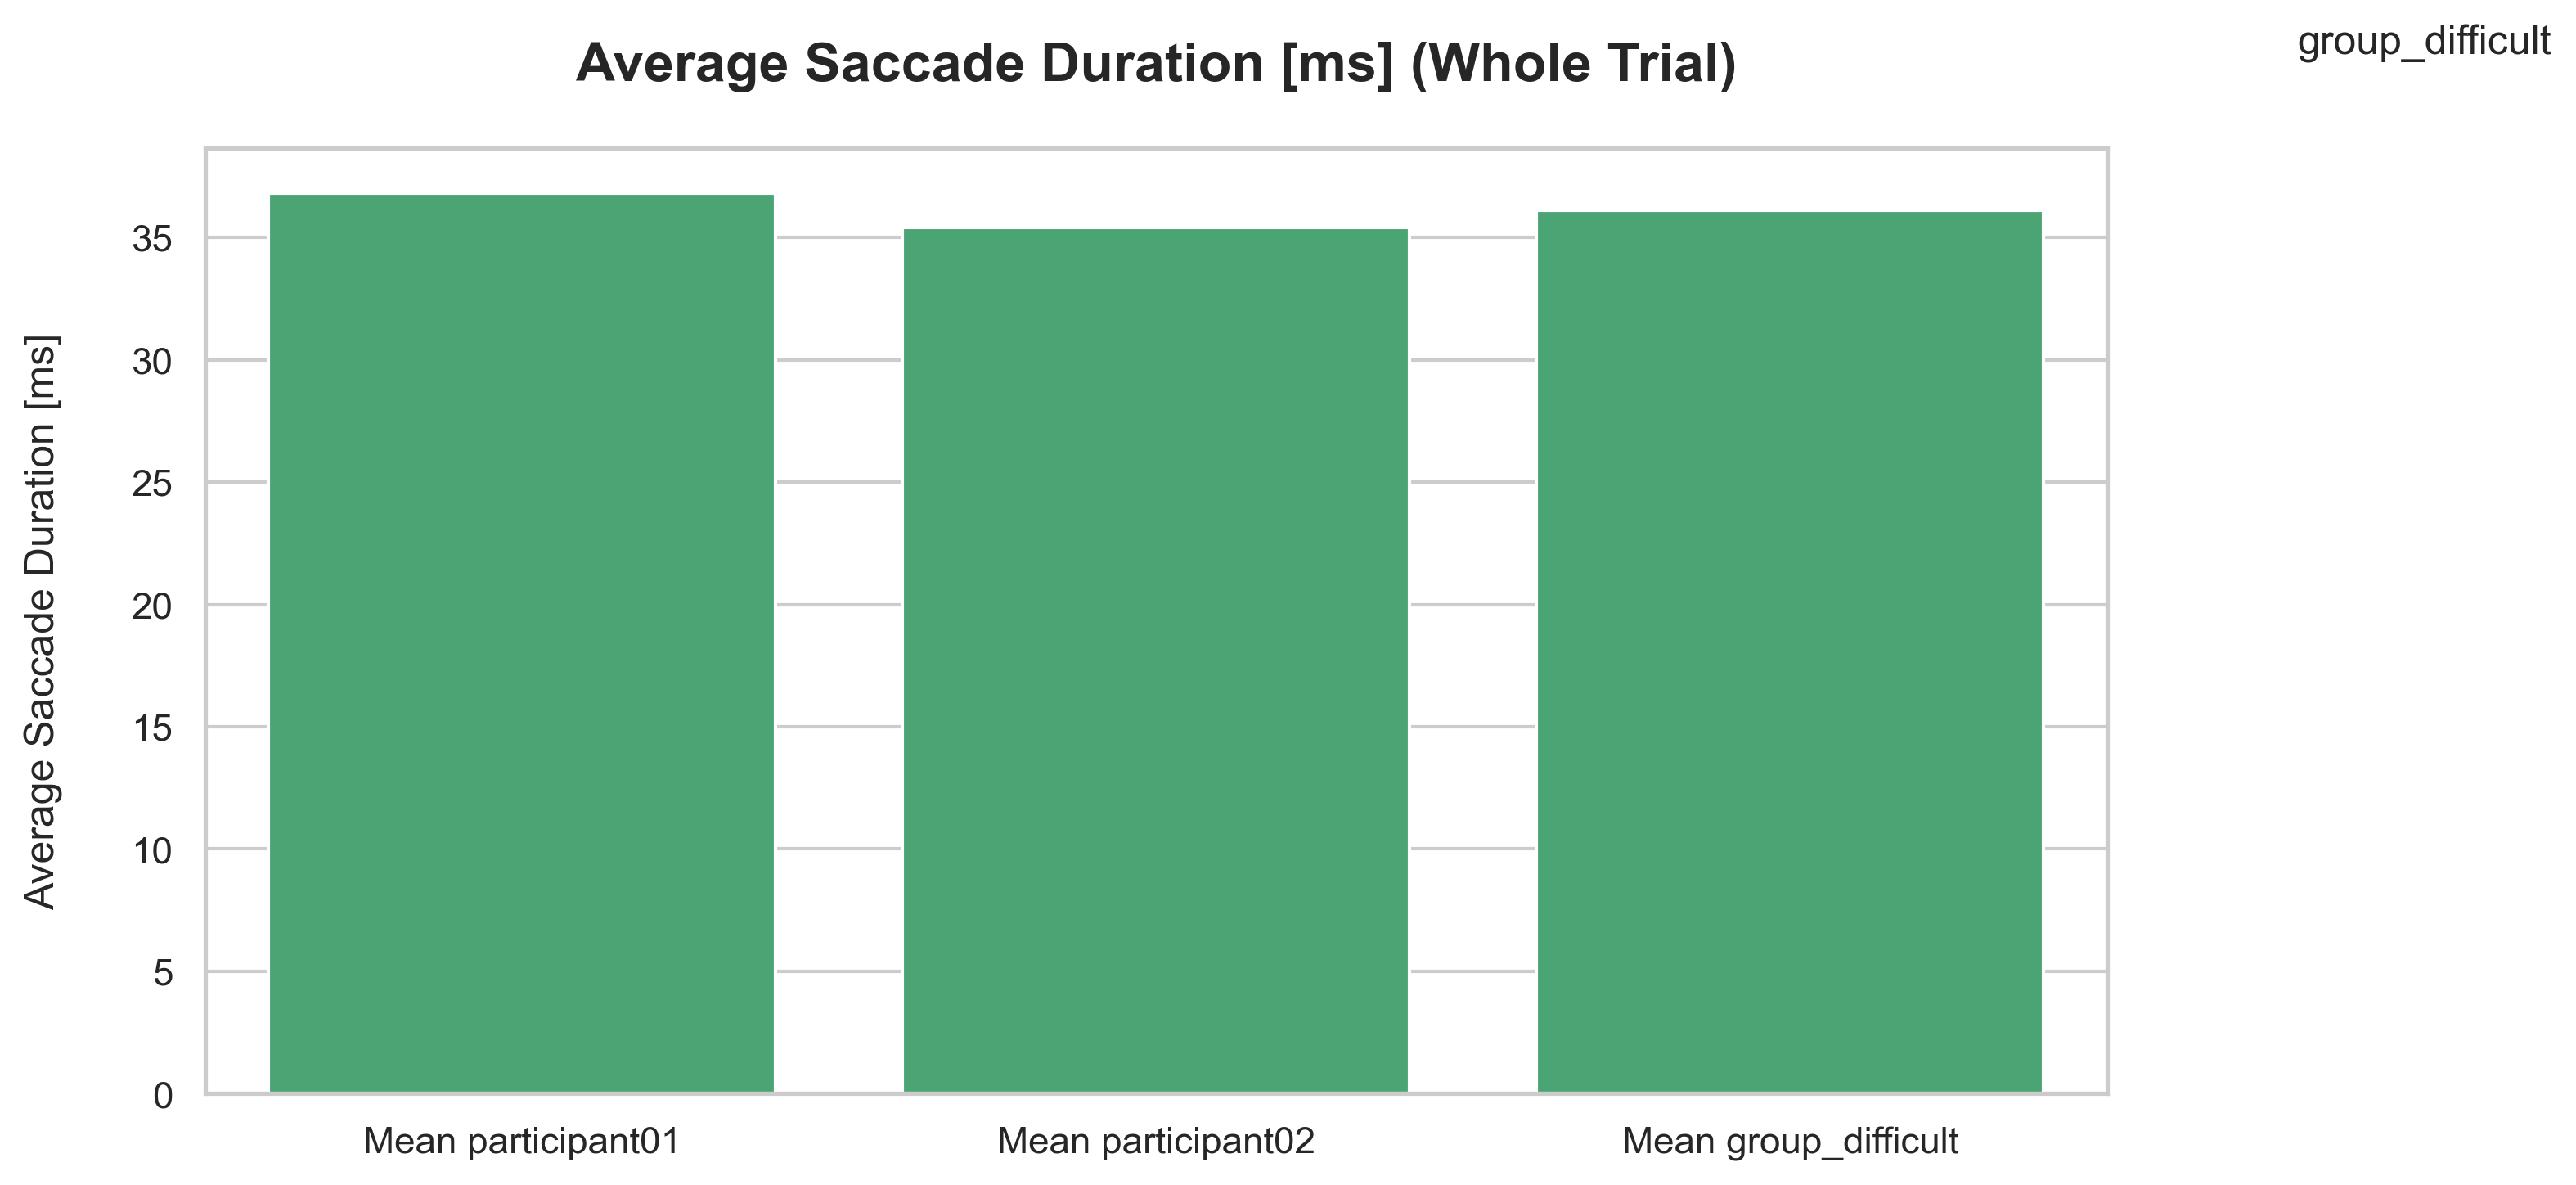 group_difficult
Average Saccade Duration [ms] (Whole Trial)
Average Saccade Duration [ms]
35
30
25
20
15
10
5
0
Mean participant01
Mean participant02
Mean group_difficult